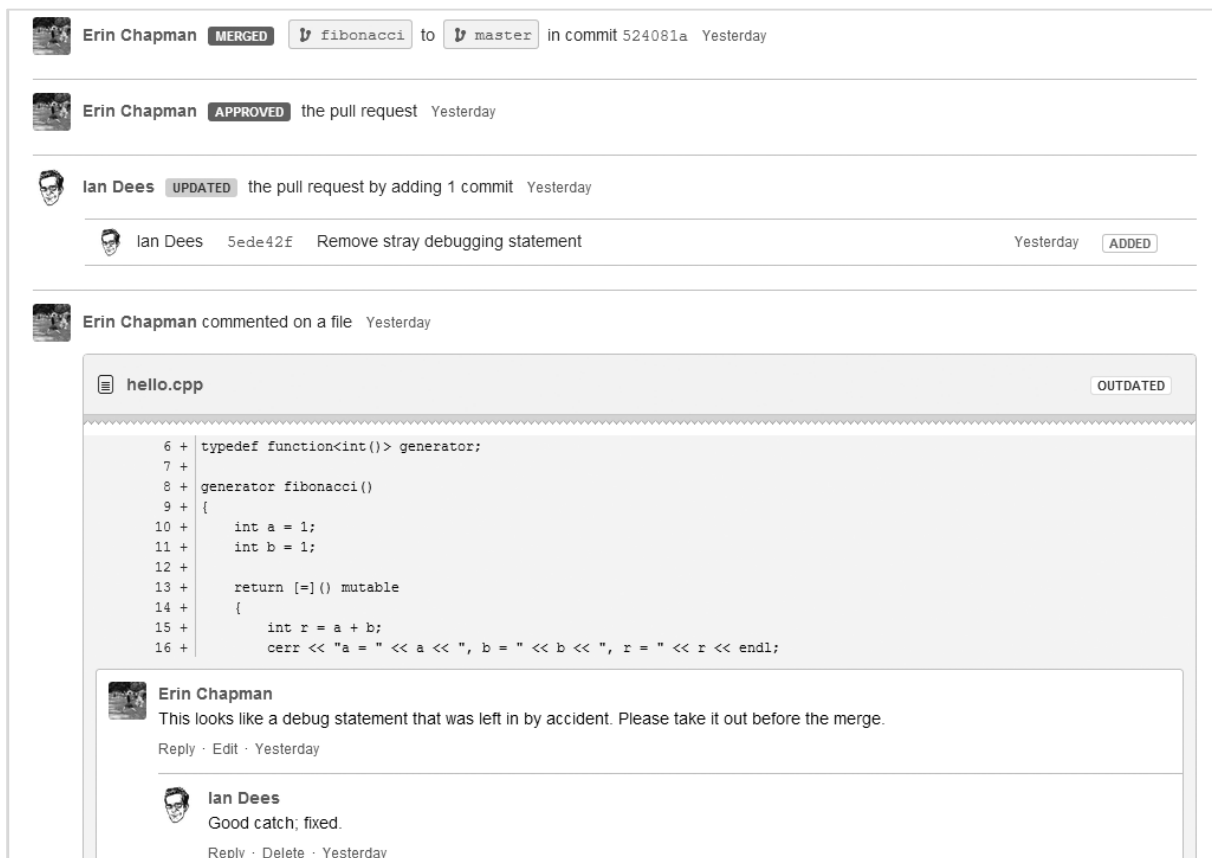 Erin Chapman MERGED fibonacci to master in commit 524081a Yesterday
Erin Chapman APPROVED the pull request Yesterday
Ian Dees UPDATED the pull request by adding 1 commit Yesterday
Ian Dees 5ede42f Remove stray debugging statement Yesterday ADDED
Erin Chapman commented on a file Yesterday
hello.cpp OUTDATED
6 + typedef function<int()> generator;
7 +
8 + generator fibonacci()
9 + {
10 + int a = 1;
11 + int b = 1;
12 +
13 + return [=]() mutable
14 + {
15 + int r = a + b;
16 + cerr << "a = " << a << ", b = " << b << ", r = " << r << endl;
Erin Chapman
This looks like a debug statement that was left in by accident. Please take it out before the merge.
Reply · Edit · Yesterday
Ian Dees
Good catch; fixed.
Reply · Delete · Yesterday